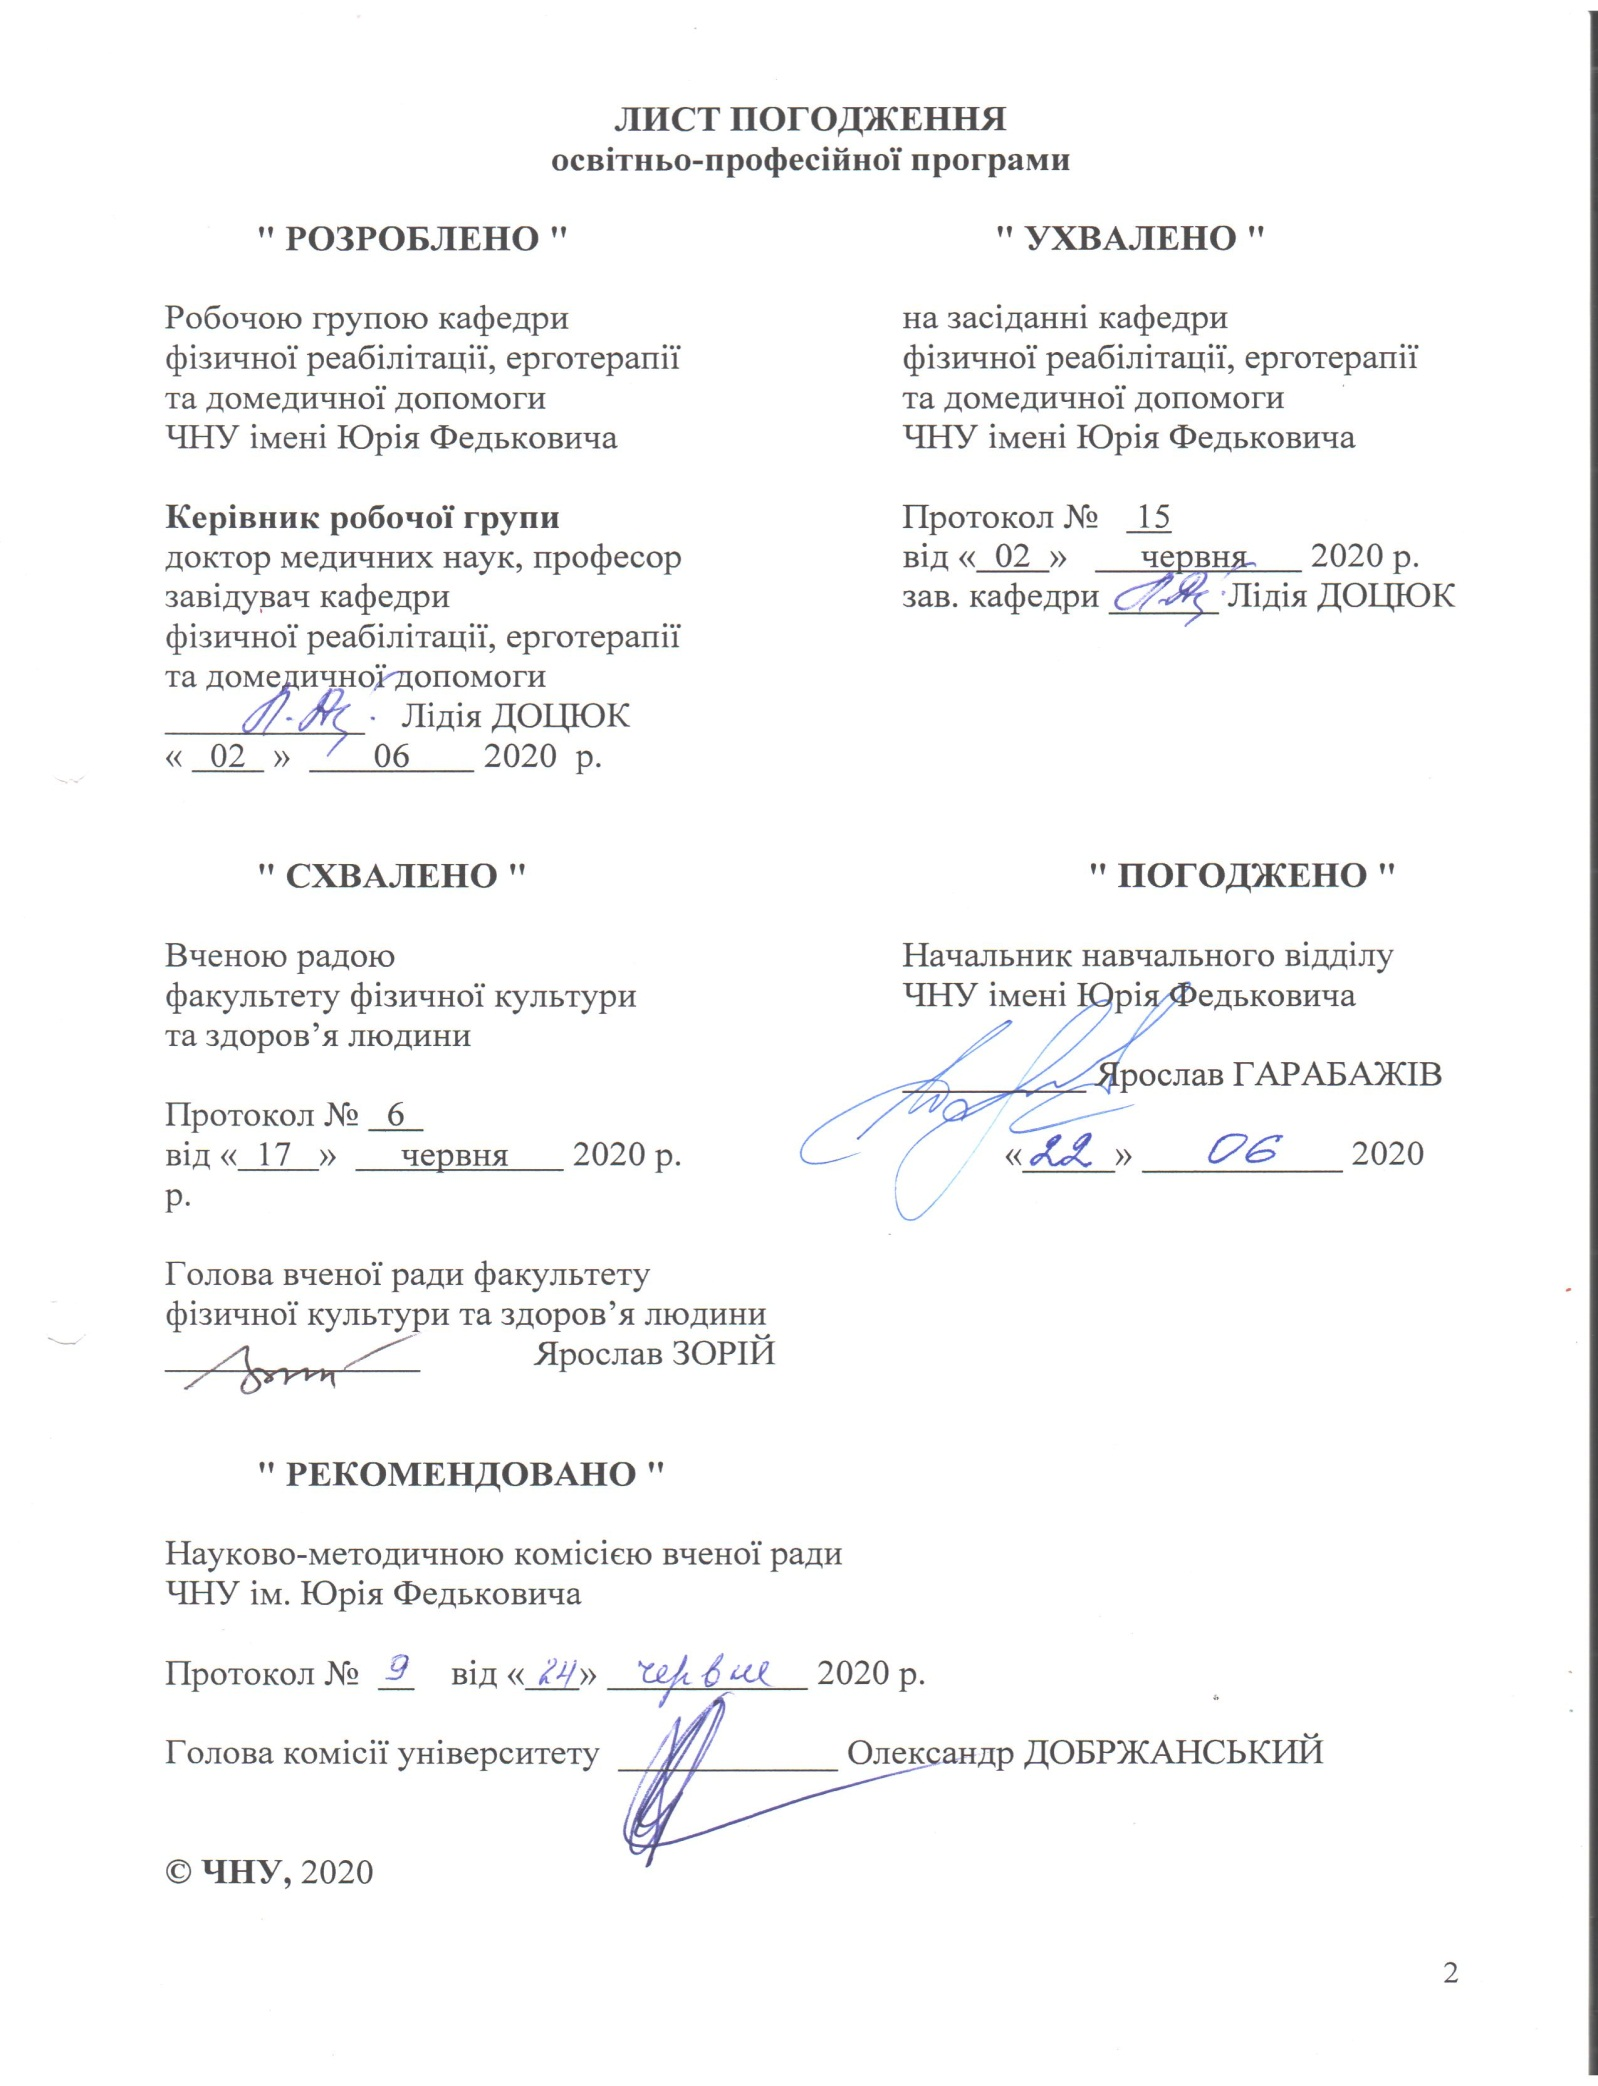 ЛИСТ ПОГОДЖЕННЯ
освітньо-професійної програми
" РОЗРОБЛЕНО "
Робочою групою кафедри
фізичної реабілітації, ерготерапії
та домедичної допомоги
ЧНУ імені Юрія Федьковича
Керівник робочої групи
доктор медичних наук, професор
завідувач кафедри
фізичної реабілітації, ерготерапії
та домедичної допомоги
Лідія ДОЦЮК
« 02 » 06 2020 р.
" УХВАЛЕНО "
на засіданні кафедри
фізичної реабілітації, ерготерапії
та домедичної допомоги
ЧНУ імені Юрія Федьковича
Протокол № 15
від « 02 » червня 2020 р.
зав. кафедри Лідія ДОЦЮК
" СХВАЛЕНО "
Вченою радою
факультету фізичної культури
та здоров’я людини
Протокол № 6
від « 17 » червня 2020 р.
р.
Голова вченої ради факультету
фізичної культури та здоров’я людини
Ярослав ЗОРІЙ
" ПОГОДЖЕНО "
Начальник навчального відділу
ЧНУ імені Юрія Федьковича
Ярослав ГАРАБАЖІВ
«22» 06 2020
" РЕКОМЕНДОВАНО "
Науково-методичною комісією вченої ради
ЧНУ ім. Юрія Федьковича
Протокол № 9 від «24» червня 2020 р.
Голова комісії університету Олександр ДОБРЖАНСЬКИЙ
© ЧНУ, 2020
2